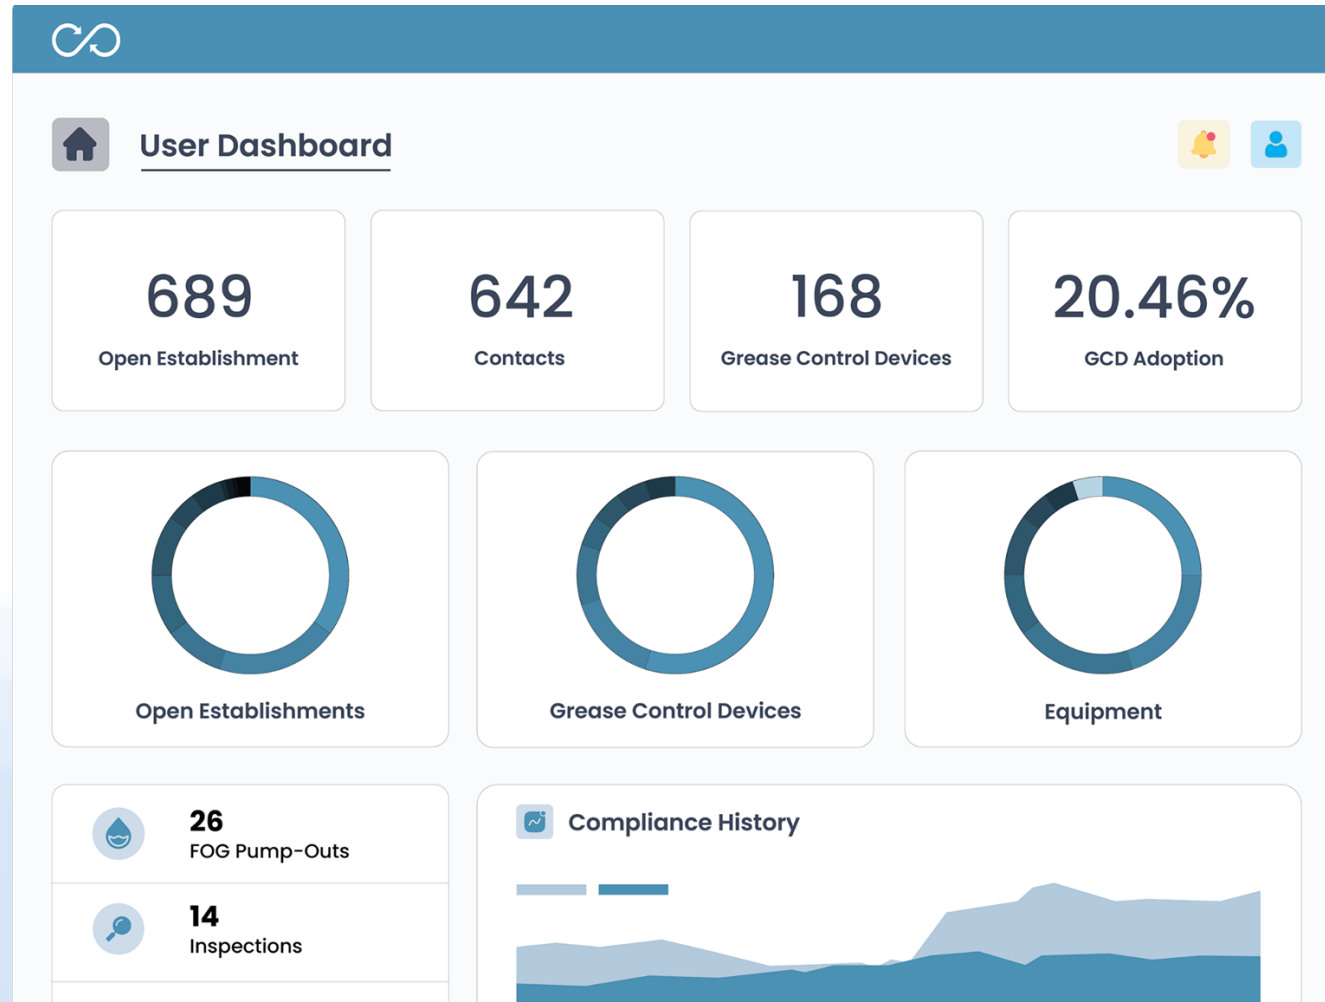 User Dashboard
689
Open Establishment
642
Contacts
168
Grease Control Devices
20.46%
GCD Adoption
Open Establishments
Grease Control Devices
Equipment
26
FOG Pump-Outs
14
Inspections
Compliance History